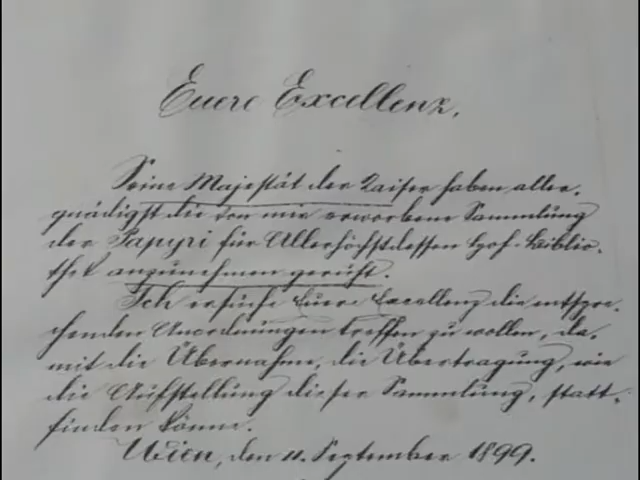 Euere Excellenz,
Seine Majestät der Kaiser haben aller-
gnädigst die von mir erworbene Sammlung
der Papyri für Allerhöchstdessen Hof-Biblio-
thek anzunehmen geruht.
Ich ersuche Euere Excellenz die entspre-
chenden Anordnungen treffen zu wollen, da-
mit die Übernahme, die Übertragung, wie
die Aufstellung dieser Sammlung, statt-
finden könne.
Wien, den 11. September 1899.